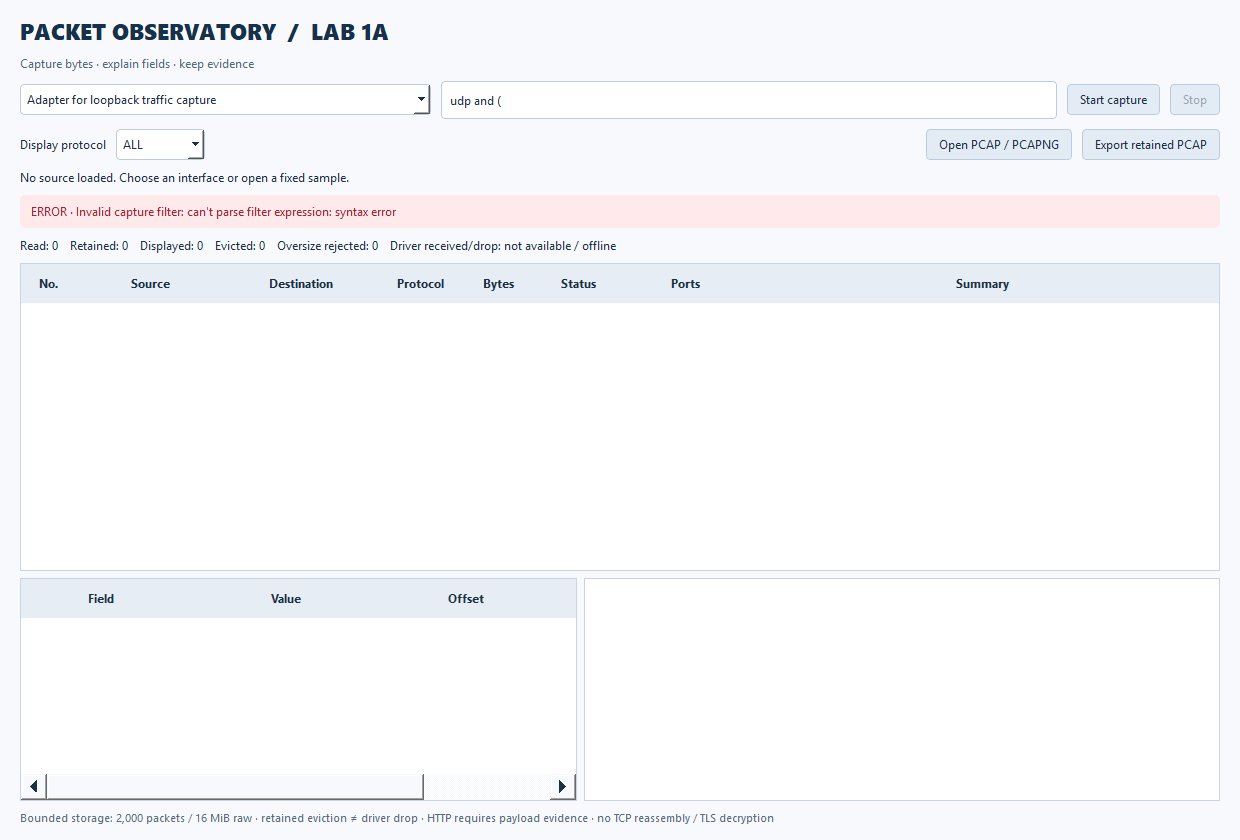 PACKET OBSERVATORY / LAB 1A
Capture bytes · explain fields · keep evidence
Adapter for loopback traffic capture
udp and (
Start capture
Stop
Display protocol
ALL
Open PCAP / PCAPNG
Export retained PCAP
No source loaded. Choose an interface or open a fixed sample.
ERROR · Invalid capture filter: can't parse filter expression: syntax error
Read: 0 Retained: 0 Displayed: 0 Evicted: 0 Oversize rejected: 0 Driver received/drop: not available / offline
No. Source Destination Protocol Bytes Status Ports Summary
Field Value Offset
Bounded storage: 2,000 packets / 16 MiB raw · retained eviction ≠ driver drop · HTTP requires payload evidence · no TCP reassembly / TLS decryption